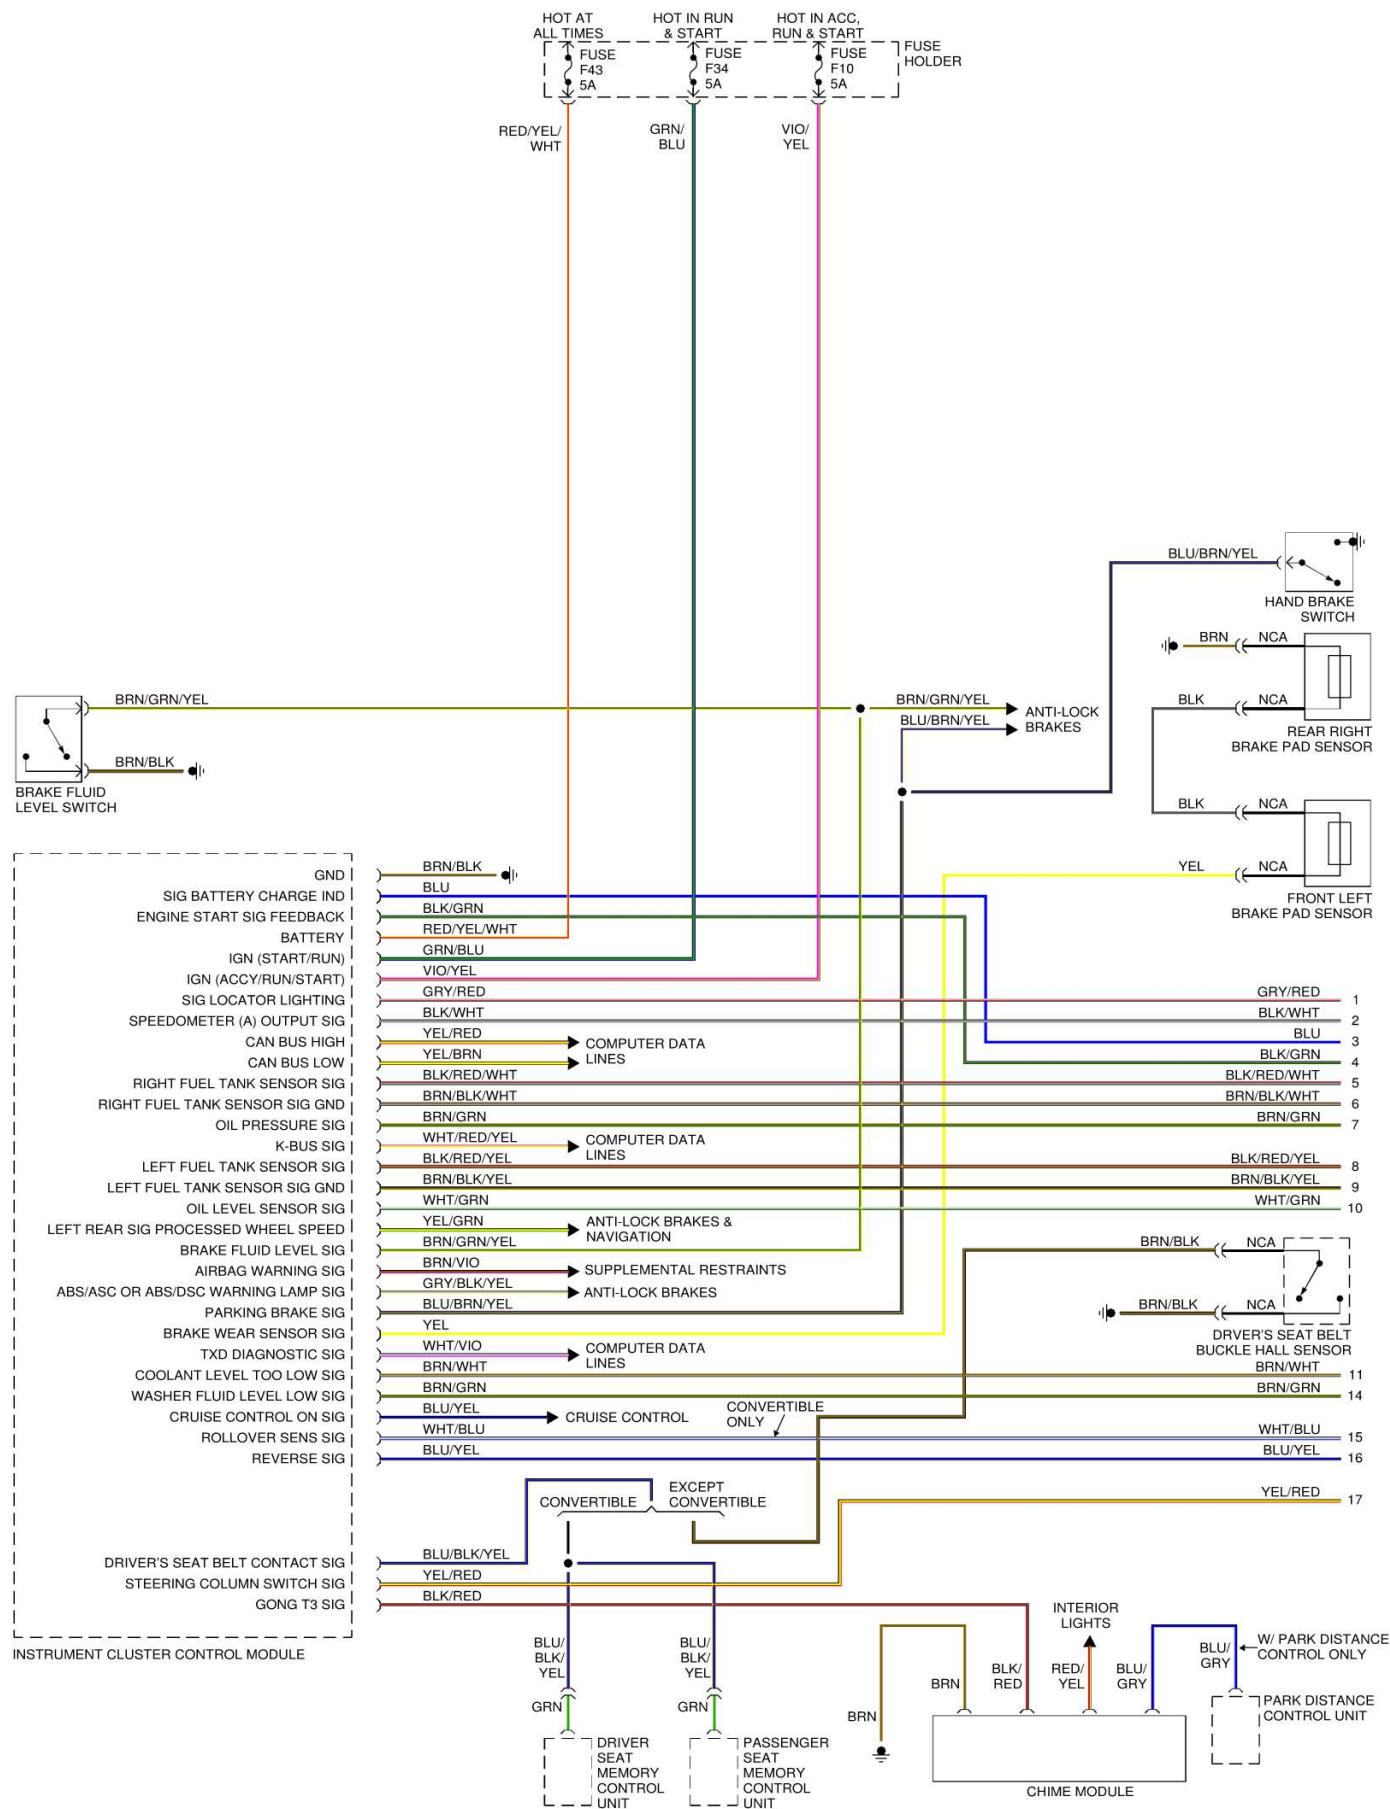 HOT AT
ALL TIMES
HOT IN RUN
& START
HOT IN ACC,
RUN & START
FUSE
F43
5A
FUSE
F34
5A
FUSE
F10
5A
FUSE
HOLDER
RED/YEL/
WHT
GRN/
BLU
VIO/
YEL
BLU/BRN/YEL
HAND BRAKE
SWITCH
BRN
NCA
BLK
NCA
REAR RIGHT
BRAKE PAD SENSOR
BRN/GRN/YEL
BRN/BLK
BRAKE FLUID
LEVEL SWITCH
BRN/GRN/YEL
BLU/BRN/YEL
ANTI-LOCK
BRAKES
BLK
NCA
YEL
NCA
FRONT LEFT
BRAKE PAD SENSOR
GND
BRN/BLK
SIG BATTERY CHARGE IND
BLU
ENGINE START SIG FEEDBACK
BLK/GRN
BATTERY
RED/YEL/WHT
IGN (START/RUN)
GRN/BLU
IGN (ACCY/RUN/START)
VIO/YEL
SIG LOCATOR LIGHTING
GRY/RED
GRY/RED
1
SPEEDOMETER (A) OUTPUT SIG
BLK/WHT
BLK/WHT
2
CAN BUS HIGH
YEL/RED
COMPUTER DATA
LINES
BLU
3
CAN BUS LOW
YEL/BRN
BLK/GRN
4
RIGHT FUEL TANK SENSOR SIG
BLK/RED/WHT
BLK/RED/WHT
5
RIGHT FUEL TANK SENSOR SIG GND
BRN/BLK/WHT
BRN/BLK/WHT
6
OIL PRESSURE SIG
BRN/GRN
BRN/GRN
7
K-BUS SIG
WHT/RED/YEL
COMPUTER DATA
LINES
LEFT FUEL TANK SENSOR SIG
BLK/RED/YEL
BLK/RED/YEL
8
LEFT FUEL TANK SENSOR SIG GND
BRN/BLK/YEL
BRN/BLK/YEL
9
OIL LEVEL SENSOR SIG
WHT/GRN
WHT/GRN
10
LEFT REAR SIG PROCESSED WHEEL SPEED
YEL/GRN
ANTI-LOCK BRAKES &
NAVIGATION
BRAKE FLUID LEVEL SIG
BRN/GRN/YEL
BRN/BLK
NCA
AIRBAG WARNING SIG
BRN/VIO
SUPPLEMENTAL RESTRAINTS
ABS/ASC OR ABS/DSC WARNING LAMP SIG
GRY/BLK/YEL
ANTI-LOCK BRAKES
PARKING BRAKE SIG
BLU/BRN/YEL
BRN/BLK
NCA
DRVER'S SEAT BELT
BUCKLE HALL SENSOR
BRAKE WEAR SENSOR SIG
YEL
TXD DIAGNOSTIC SIG
WHT/VIO
COMPUTER DATA
LINES
COOLANT LEVEL TOO LOW SIG
BRN/WHT
BRN/WHT
11
WASHER FLUID LEVEL LOW SIG
BRN/GRN
BRN/GRN
14
CRUISE CONTROL ON SIG
BLU/YEL
CRUISE CONTROL
CONVERTIBLE
ONLY
ROLLOVER SENS SIG
WHT/BLU
WHT/BLU
15
REVERSE SIG
BLU/YEL
BLU/YEL
16
CONVERTIBLE
EXCEPT
CONVERTIBLE
YEL/RED
17
DRIVER'S SEAT BELT CONTACT SIG
BLU/BLK/YEL
STEERING COLUMN SWITCH SIG
YEL/RED
GONG T3 SIG
BLK/RED
INSTRUMENT CLUSTER CONTROL MODULE
BLU/
BLK/
YEL
BLU/
BLK/
YEL
GRN
GRN
DRIVER
SEAT
MEMORY
CONTROL
UNIT
PASSENGER
SEAT
MEMORY
CONTROL
UNIT
INTERIOR
LIGHTS
BRN
BRN
BLK/
RED
RED/
YEL
BLU/
GRY
BLU/
GRY
W/ PARK DISTANCE
CONTROL ONLY
PARK DISTANCE
CONTROL UNIT
CHIME MODULE